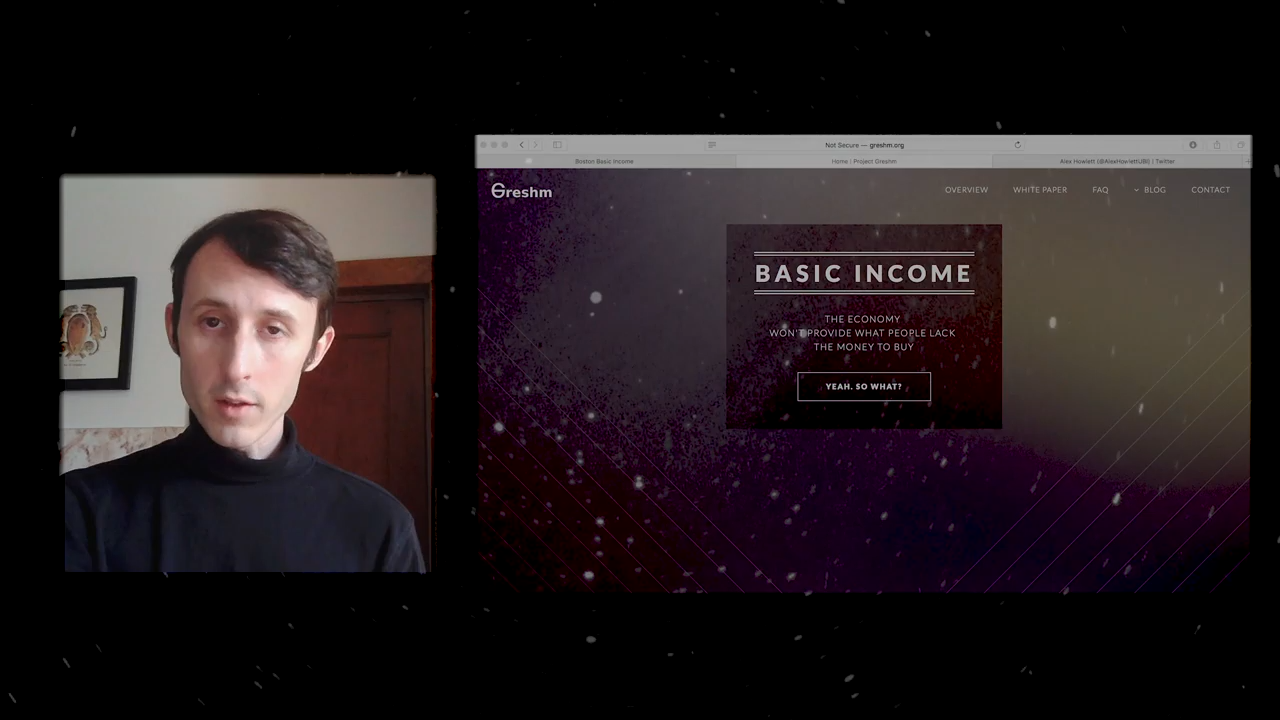 Not Secure — greshm.org
Boston Basic Income
Home | Project Greshm
Alex Howlett (@AlexHowlettUBI) | Twitter
Greshm
OVERVIEW
WHITE PAPER
FAQ
BLOG
CONTACT
BASIC INCOME
THE ECONOMY
WON'T PROVIDE WHAT PEOPLE LACK
THE MONEY TO BUY
YEAH. SO WHAT?